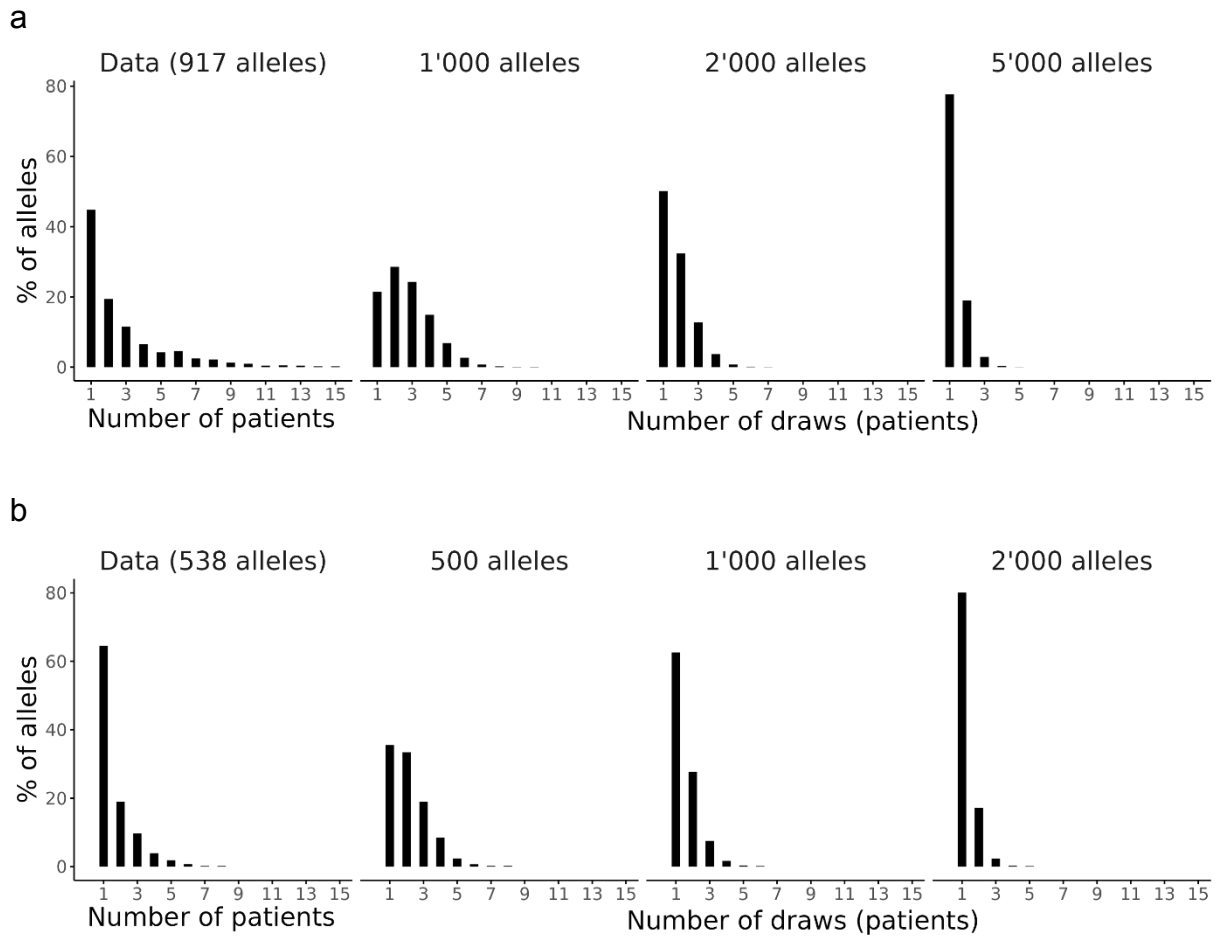 a
Data (917 alleles) 1'000 alleles 2'000 alleles 5'000 alleles
80
60
40
20
0
% of alleles
1 3 5 7 9 11 13 15 1 3 5 7 9 11 13 15 1 3 5 7 9 11 13 15 1 3 5 7 9 11 13 15
Number of patients Number of draws (patients)
b
Data (538 alleles) 500 alleles 1'000 alleles 2'000 alleles
80
60
40
20
0
% of alleles
1 3 5 7 9 11 13 15 1 3 5 7 9 11 13 15 1 3 5 7 9 11 13 15 1 3 5 7 9 11 13 15
Number of patients Number of draws (patients)